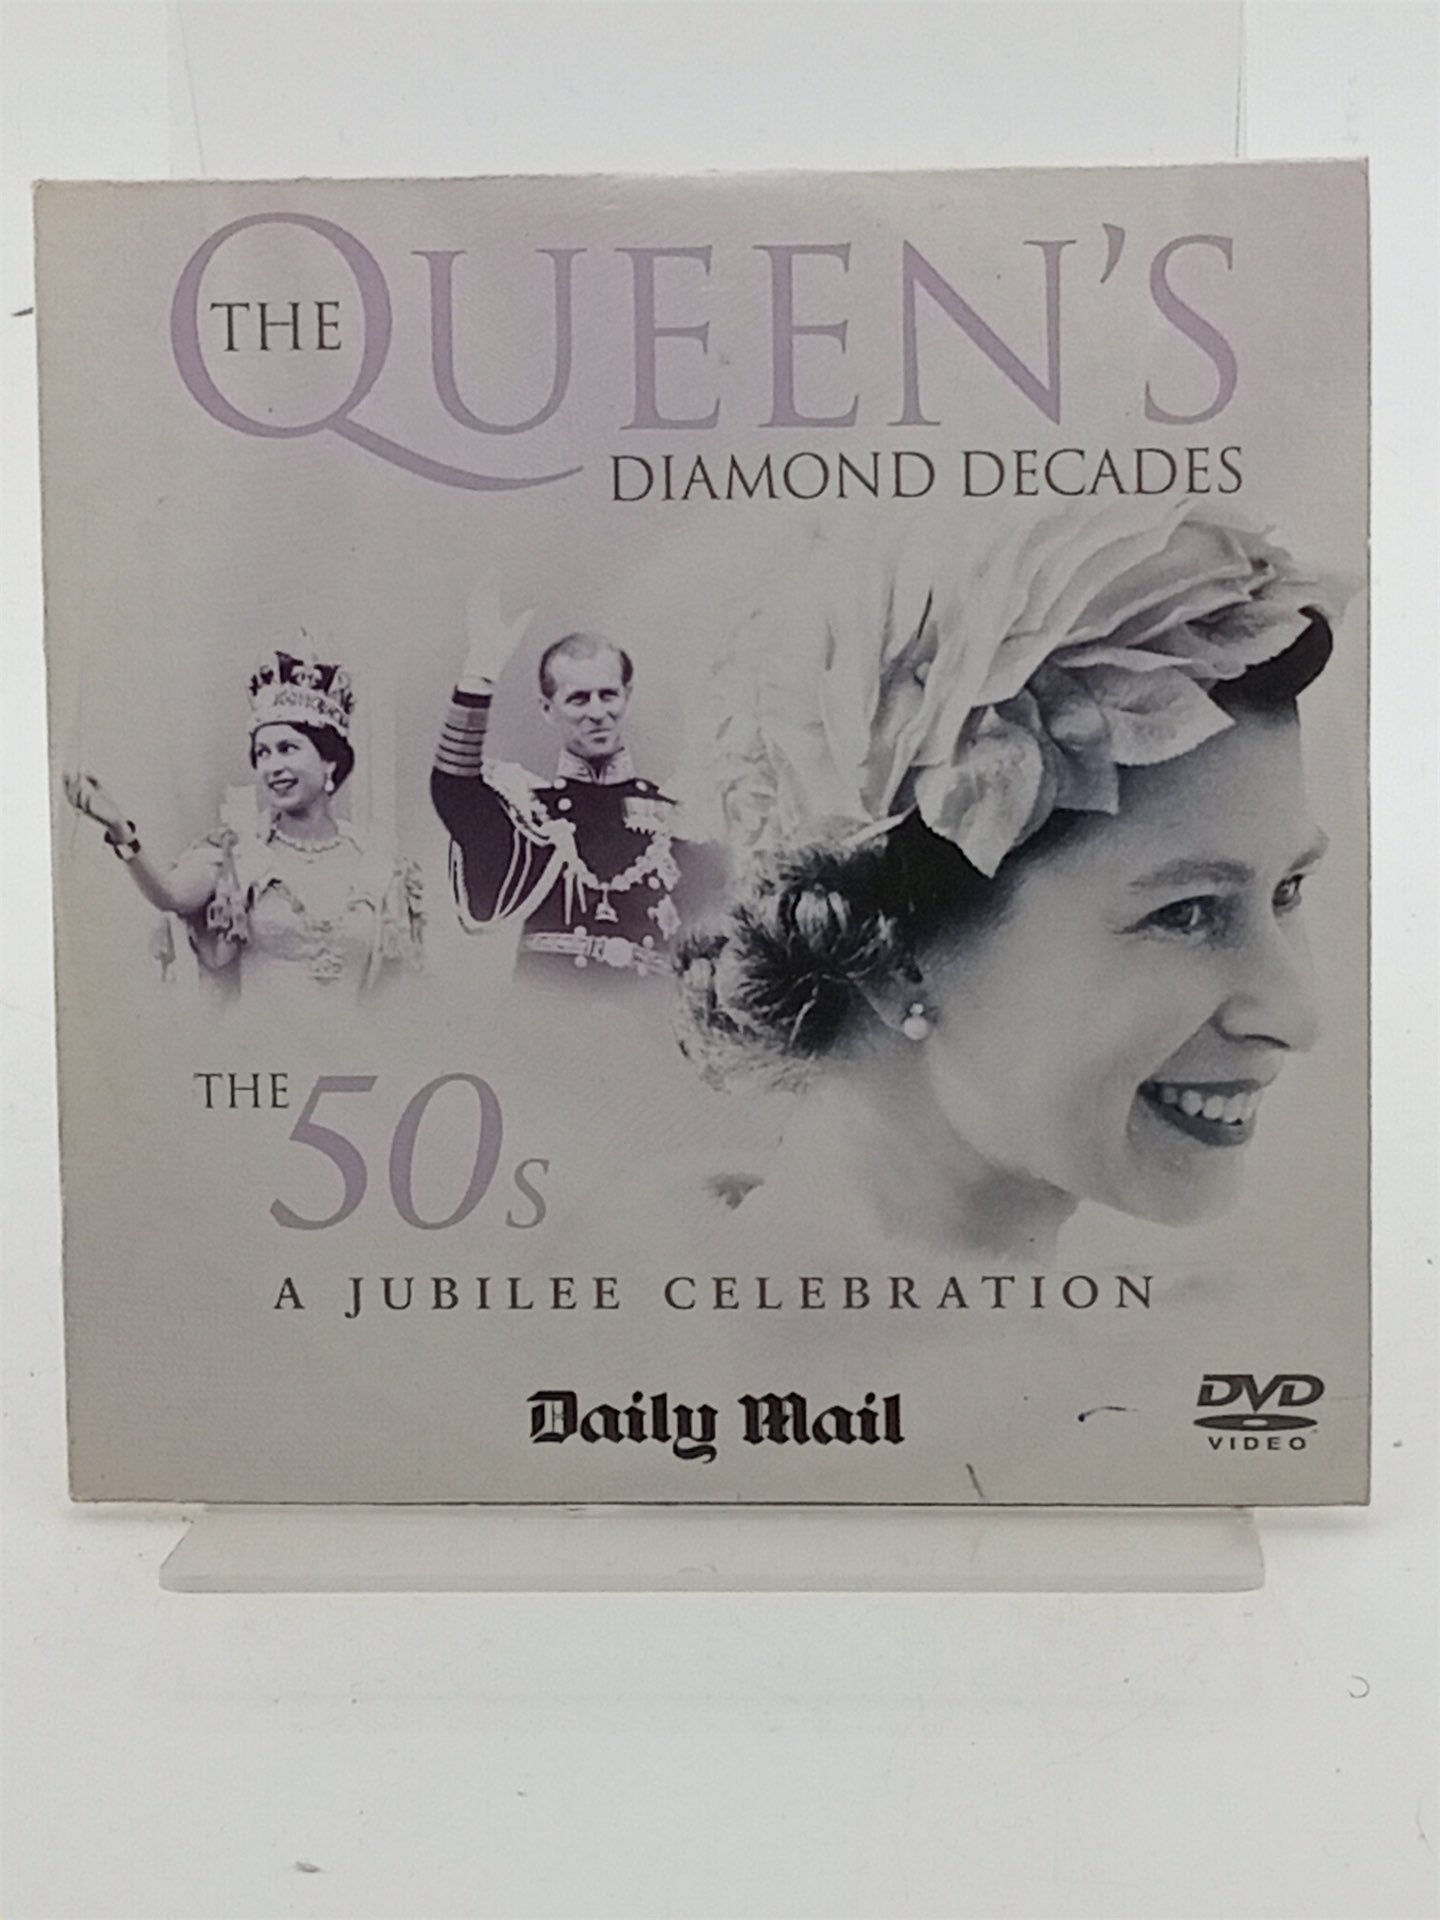 THE QUEEN'S
DIAMOND DECADES
THE 50s
A JUBILEE CELEBRATION
Daily Mail
DVD
VIDEO